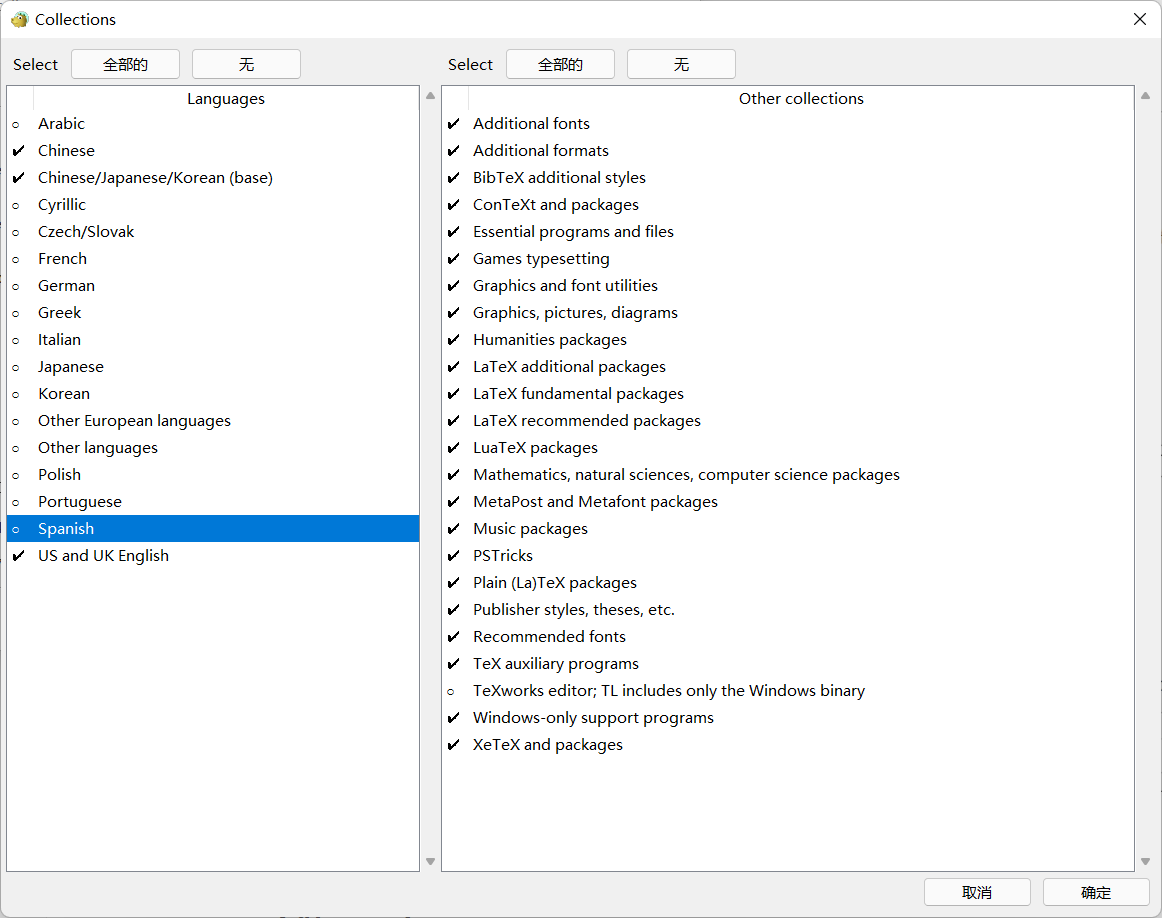 Collections
Select 全部的 无
Languages
Arabic
Chinese
Chinese/Japanese/Korean (base)
Cyrillic
Czech/Slovak
French
German
Greek
Italian
Japanese
Korean
Other European languages
Other languages
Polish
Portuguese
Spanish
US and UK English
Select 全部的 无
Other collections
Additional fonts
Additional formats
BibTeX additional styles
ConTeXt and packages
Essential programs and files
Games typesetting
Graphics and font utilities
Graphics, pictures, diagrams
Humanities packages
LaTeX additional packages
LaTeX fundamental packages
LaTeX recommended packages
LuaTeX packages
Mathematics, natural sciences, computer science packages
MetaPost and Metafont packages
Music packages
PSTricks
Plain (La)TeX packages
Publisher styles, theses, etc.
Recommended fonts
TeX auxiliary programs
TeXworks editor; TL includes only the Windows binary
Windows-only support programs
XeTeX and packages
取消 确定